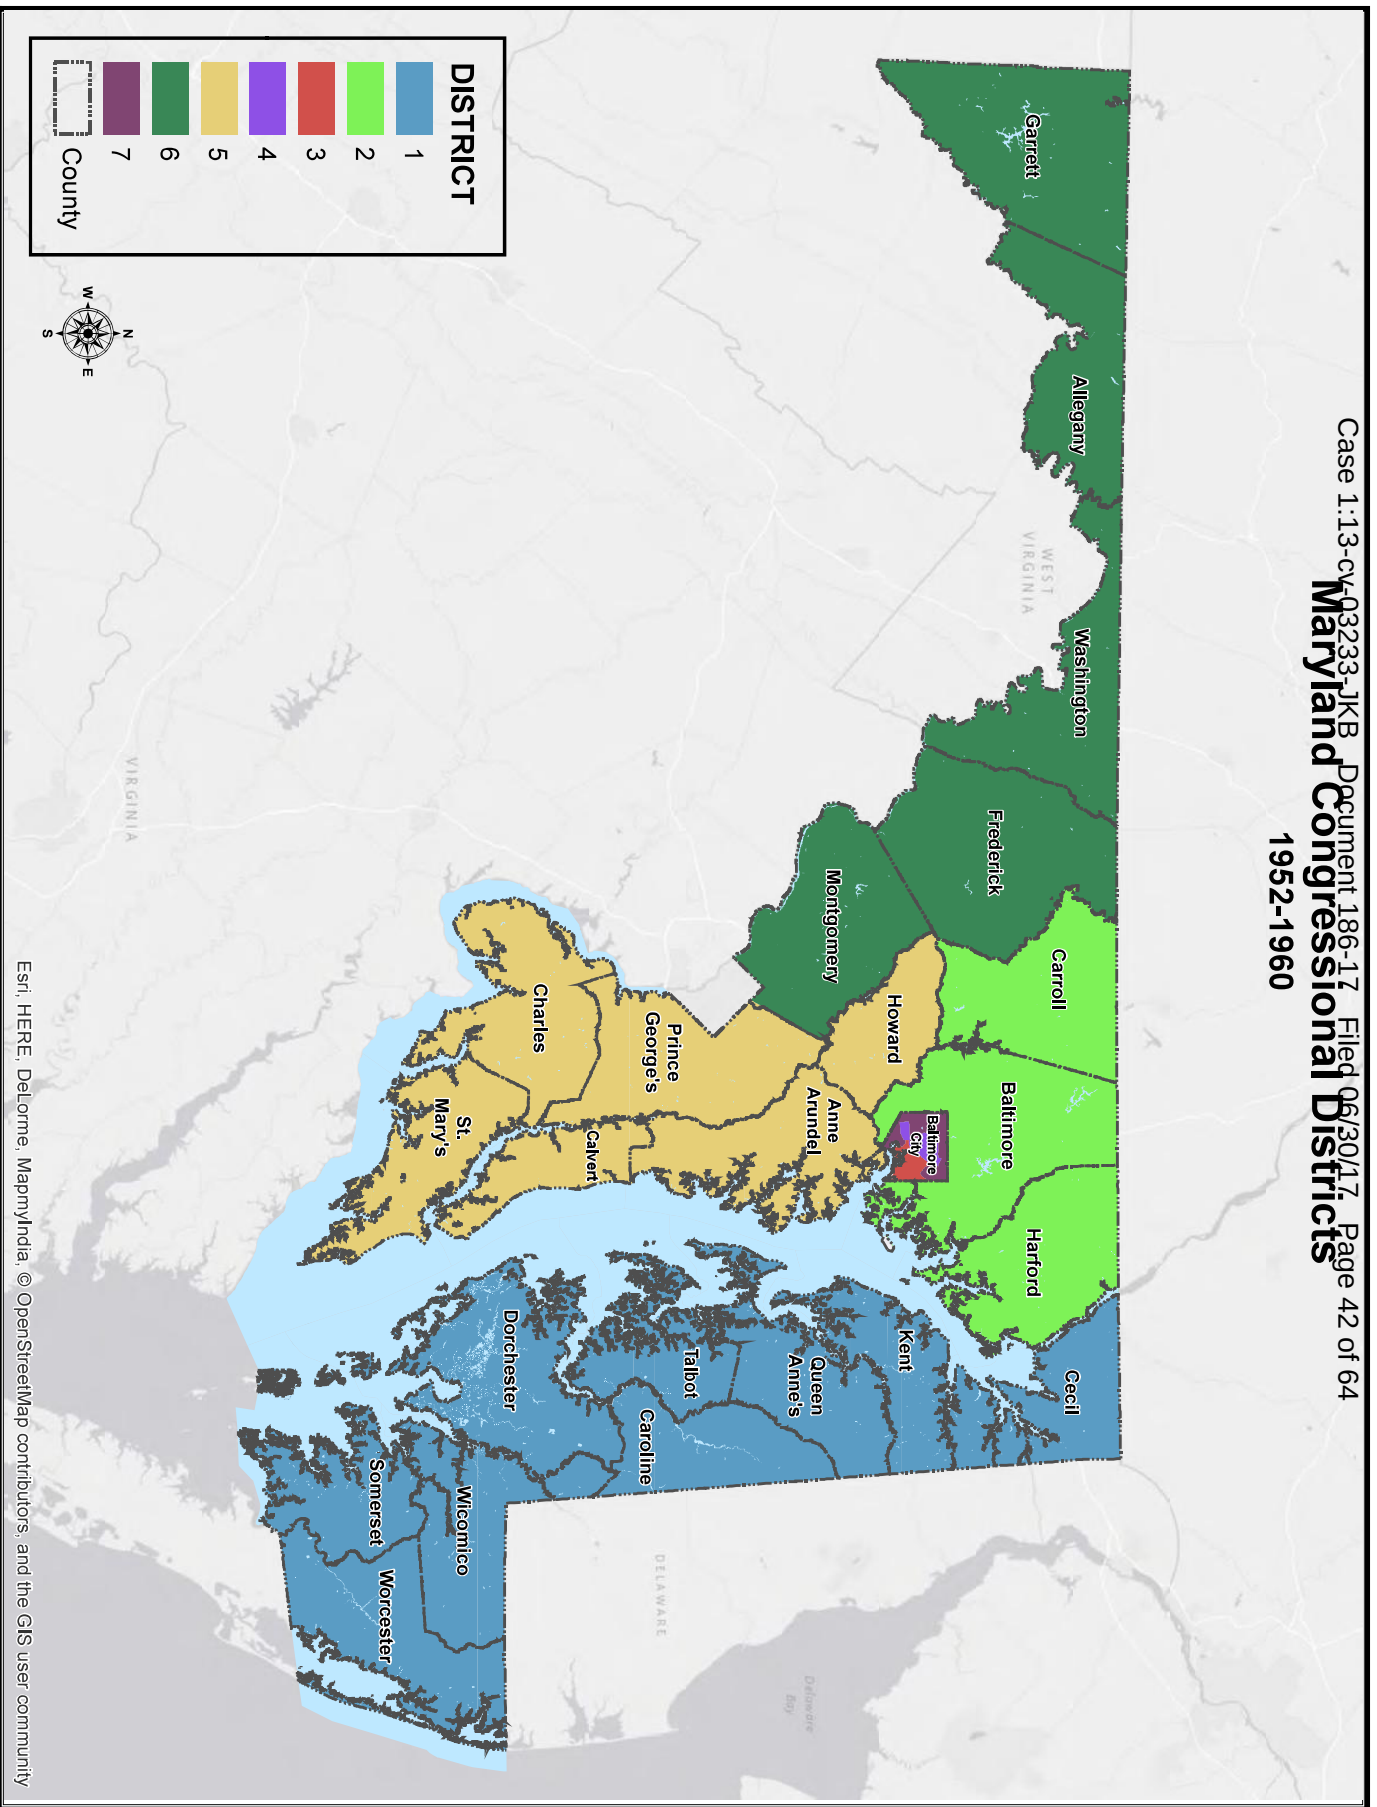 Case 1:13-cv-03233-JKB Document 186-17 Filed 06/30/17 Page 42 of 64
Maryland Congressional Districts
1952-1960
Garrett
Allegany
Washington
Frederick
Carroll
Baltimore
Harford
Cecil
Montgomery
Howard
Baltimore
City
Kent
Anne
Arundel
Queen
Anne's
Prince
George's
Talbot
Caroline
Calvert
Charles
St.
Mary's
Dorchester
Wicomico
Somerset
Worcester
WEST
VIRGINIA
VIRGINIA
DELAWARE
Delaware
Bay
DISTRICT
1
2
3
4
5
6
7
County
N
W
E
S
Esri, HERE, DeLorme, MapmyIndia, © OpenStreetMap contributors, and the GIS user community